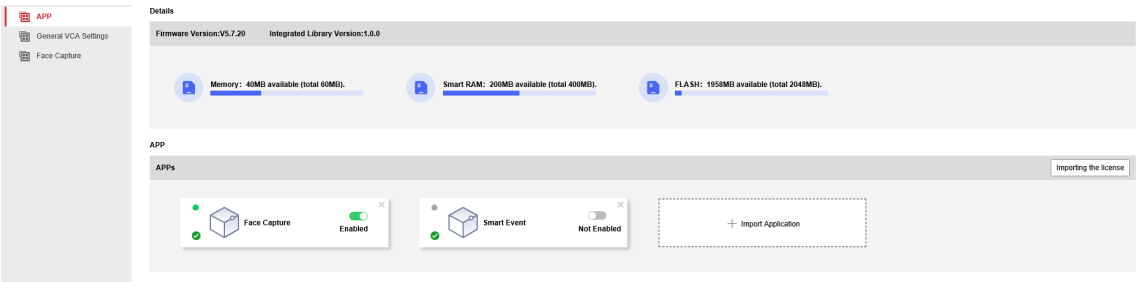 APP
General VCA Settings
Face Capture
Details
Firmware Version:V5.7.20 Integrated Library Version:1.0.0
Memory: 40MB available (total 60MB). Smart RAM: 200MB available (total 400MB). FLASH: 1958MB available (total 2048MB).
APP
APPs Importing the license
Face Capture Enabled
Smart Event Not Enabled
Import Application